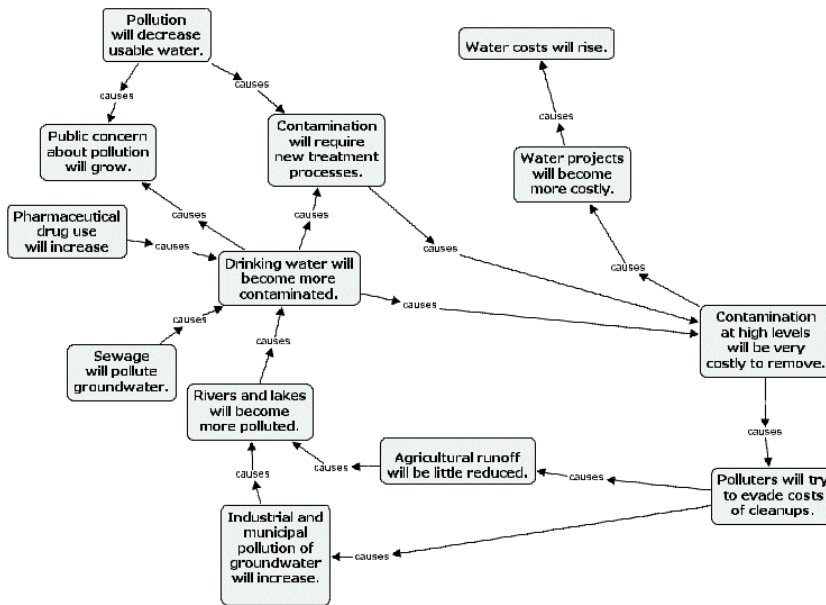 Pollution
will decrease
usable water.
Water costs will rise.
causes
causes
causes
Public concern
about pollution
will grow.
Contamination
will require
new treatment
processes.
Water projects
will become
more costly.
Pharmaceutical
drug use
will increase
causes
causes
causes
causes
causes
Drinking water will
become more
contaminated.
causes
causes
causes
Sewage
will pollute
groundwater.
causes
Contamination
at high levels
will be very
costly to remove.
Rivers and lakes
will become
more polluted.
causes
Agricultural runoff
will be little reduced.
causes
causes
causes
Polluters will try
to evade costs
of cleanups.
Industrial and
municipal
pollution of
groundwater
will increase.
causes